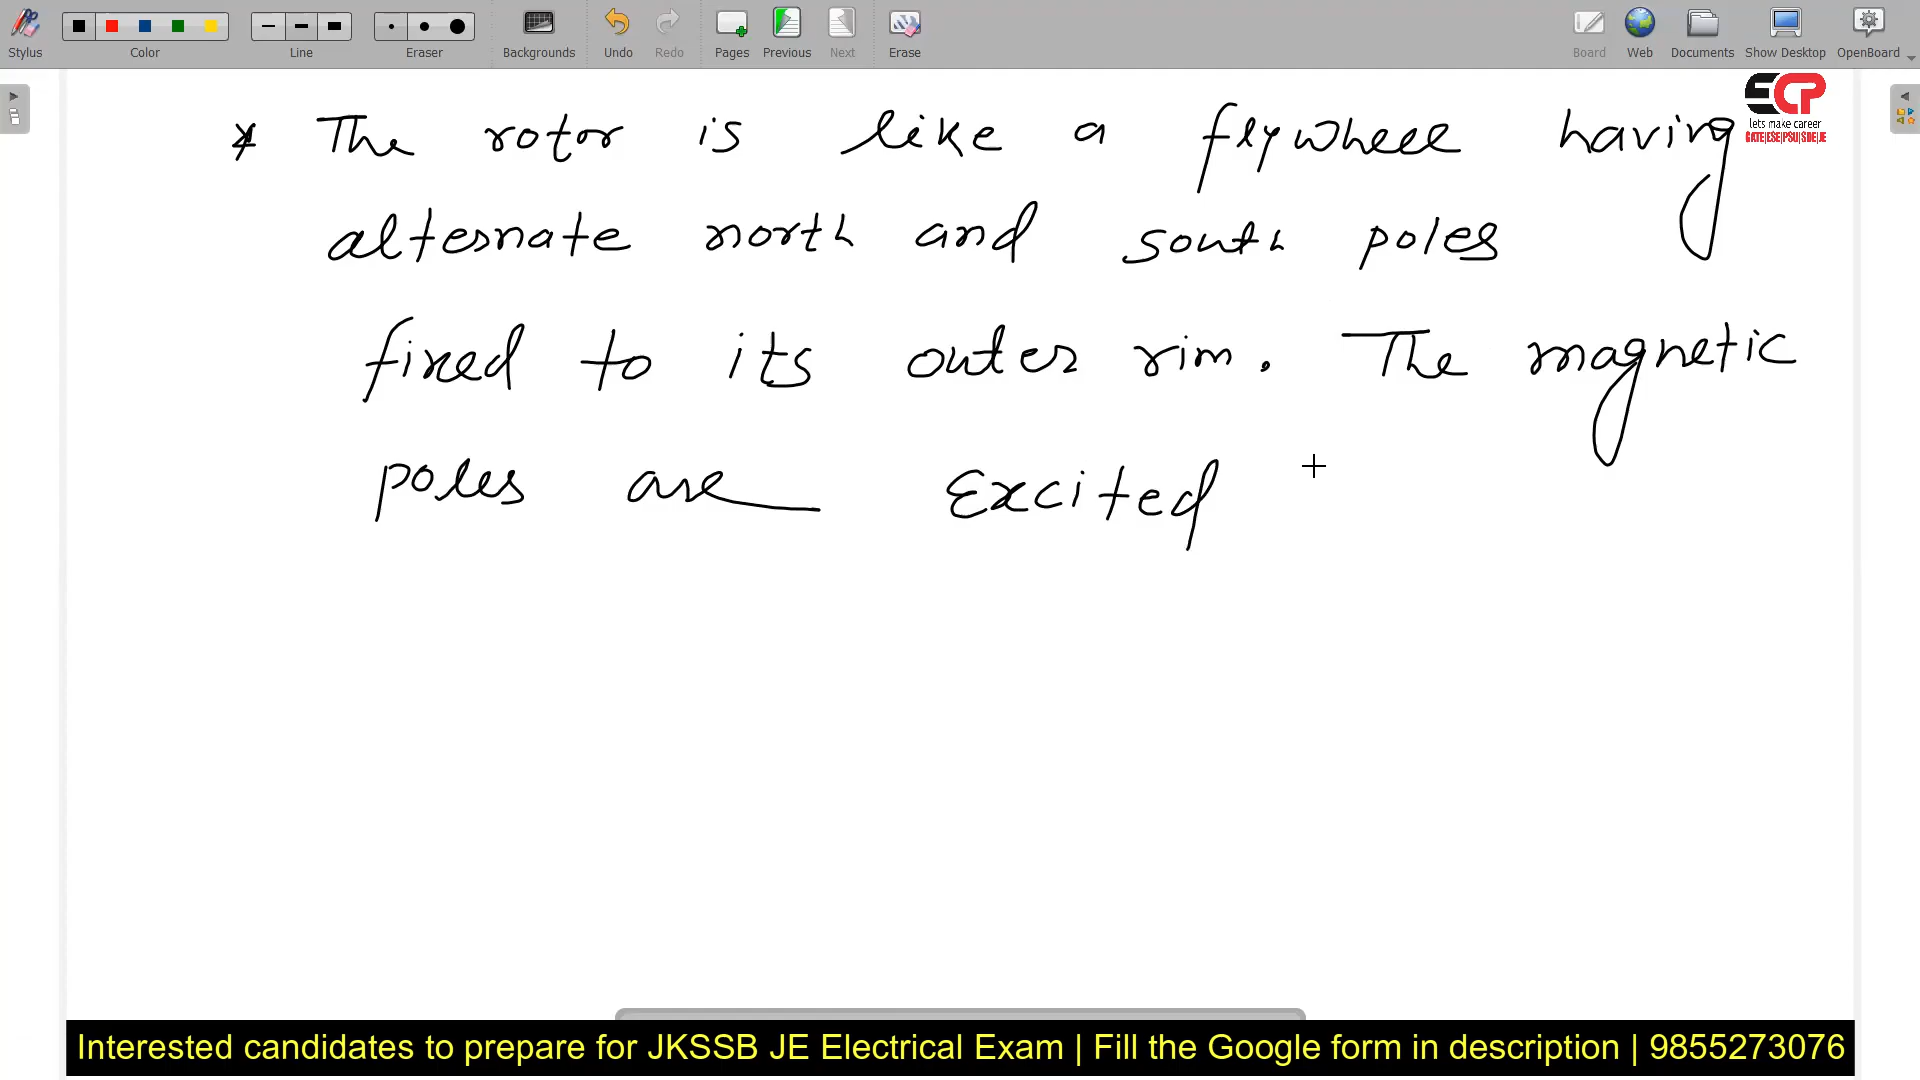 Stylus Color Line Eraser Backgrounds Undo Redo Pages Previous Next Erase Board Web Documents Show Desktop OpenBoard
ECP
lets make career
GATE|ESE|PSU|SDE|JE
* The rotor is like a flywheel having
alternate north and south poles
fixed to its outer rim. The magnetic
poles are Excited
Interested candidates to prepare for JKSSB JE Electrical Exam | Fill the Google form in description | 9855273076